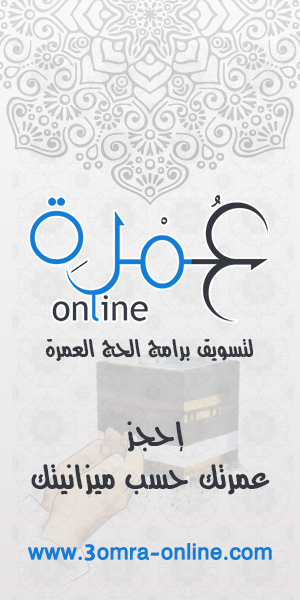 عُمْرِة
online
لتسويق برامج الحج العمرة
إحجز
عمرتك حسب ميزانيتك
www.3omra-online.com